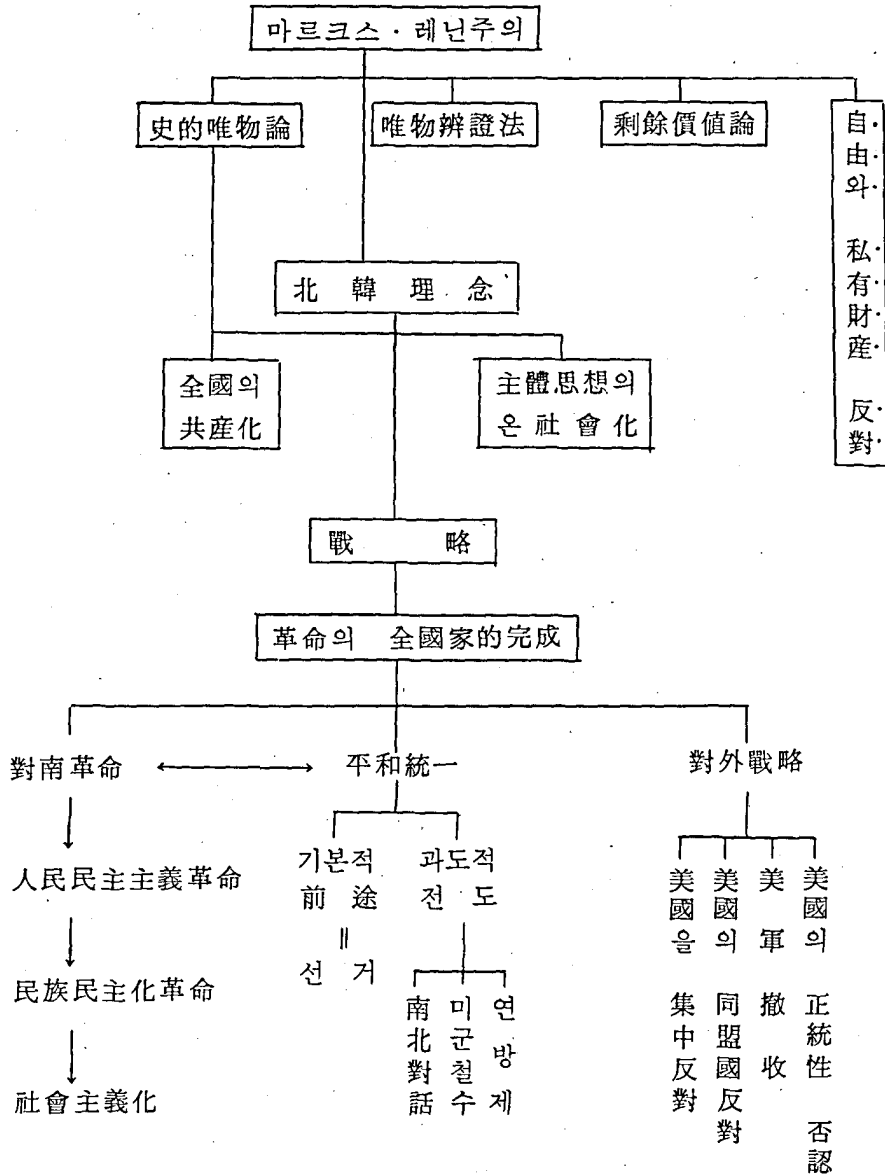 마르크스·레닌주의
史的唯物論
唯物辨證法
剩餘價値論
自·由·와· 私·有·財·産· 反·對·
北韓理念
全國의
共産化
主體思想의
온社會化
戰略
革命의 全國家的完成
對南革命
平和統一
對外戰略
人民民主主義革命
民族民主化革命
社會主義化
기본적
前途
||
선거
과도적
전도
南北對話
미군철수
연방제
美國을 集中反對
美國의 同盟國反對
美軍撤收
美國의 正統性 否認